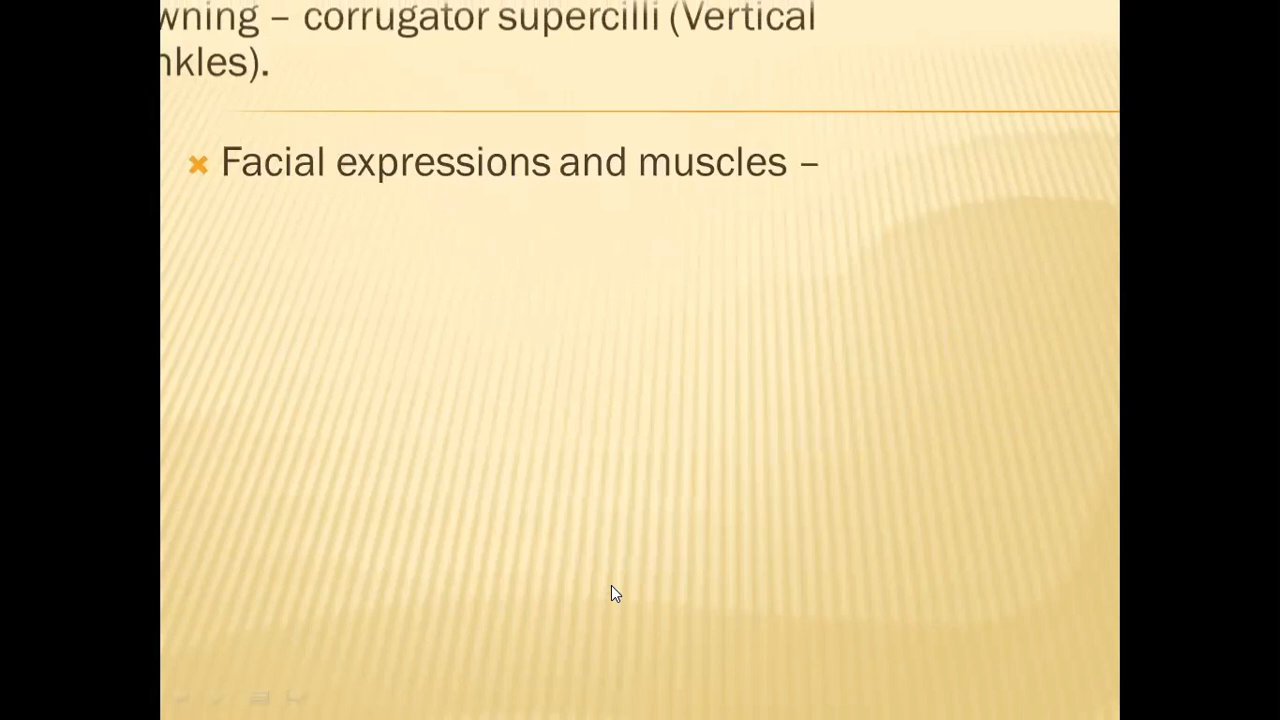 wning – corrugator supercilli (Vertical
nkles).
Facial expressions and muscles –